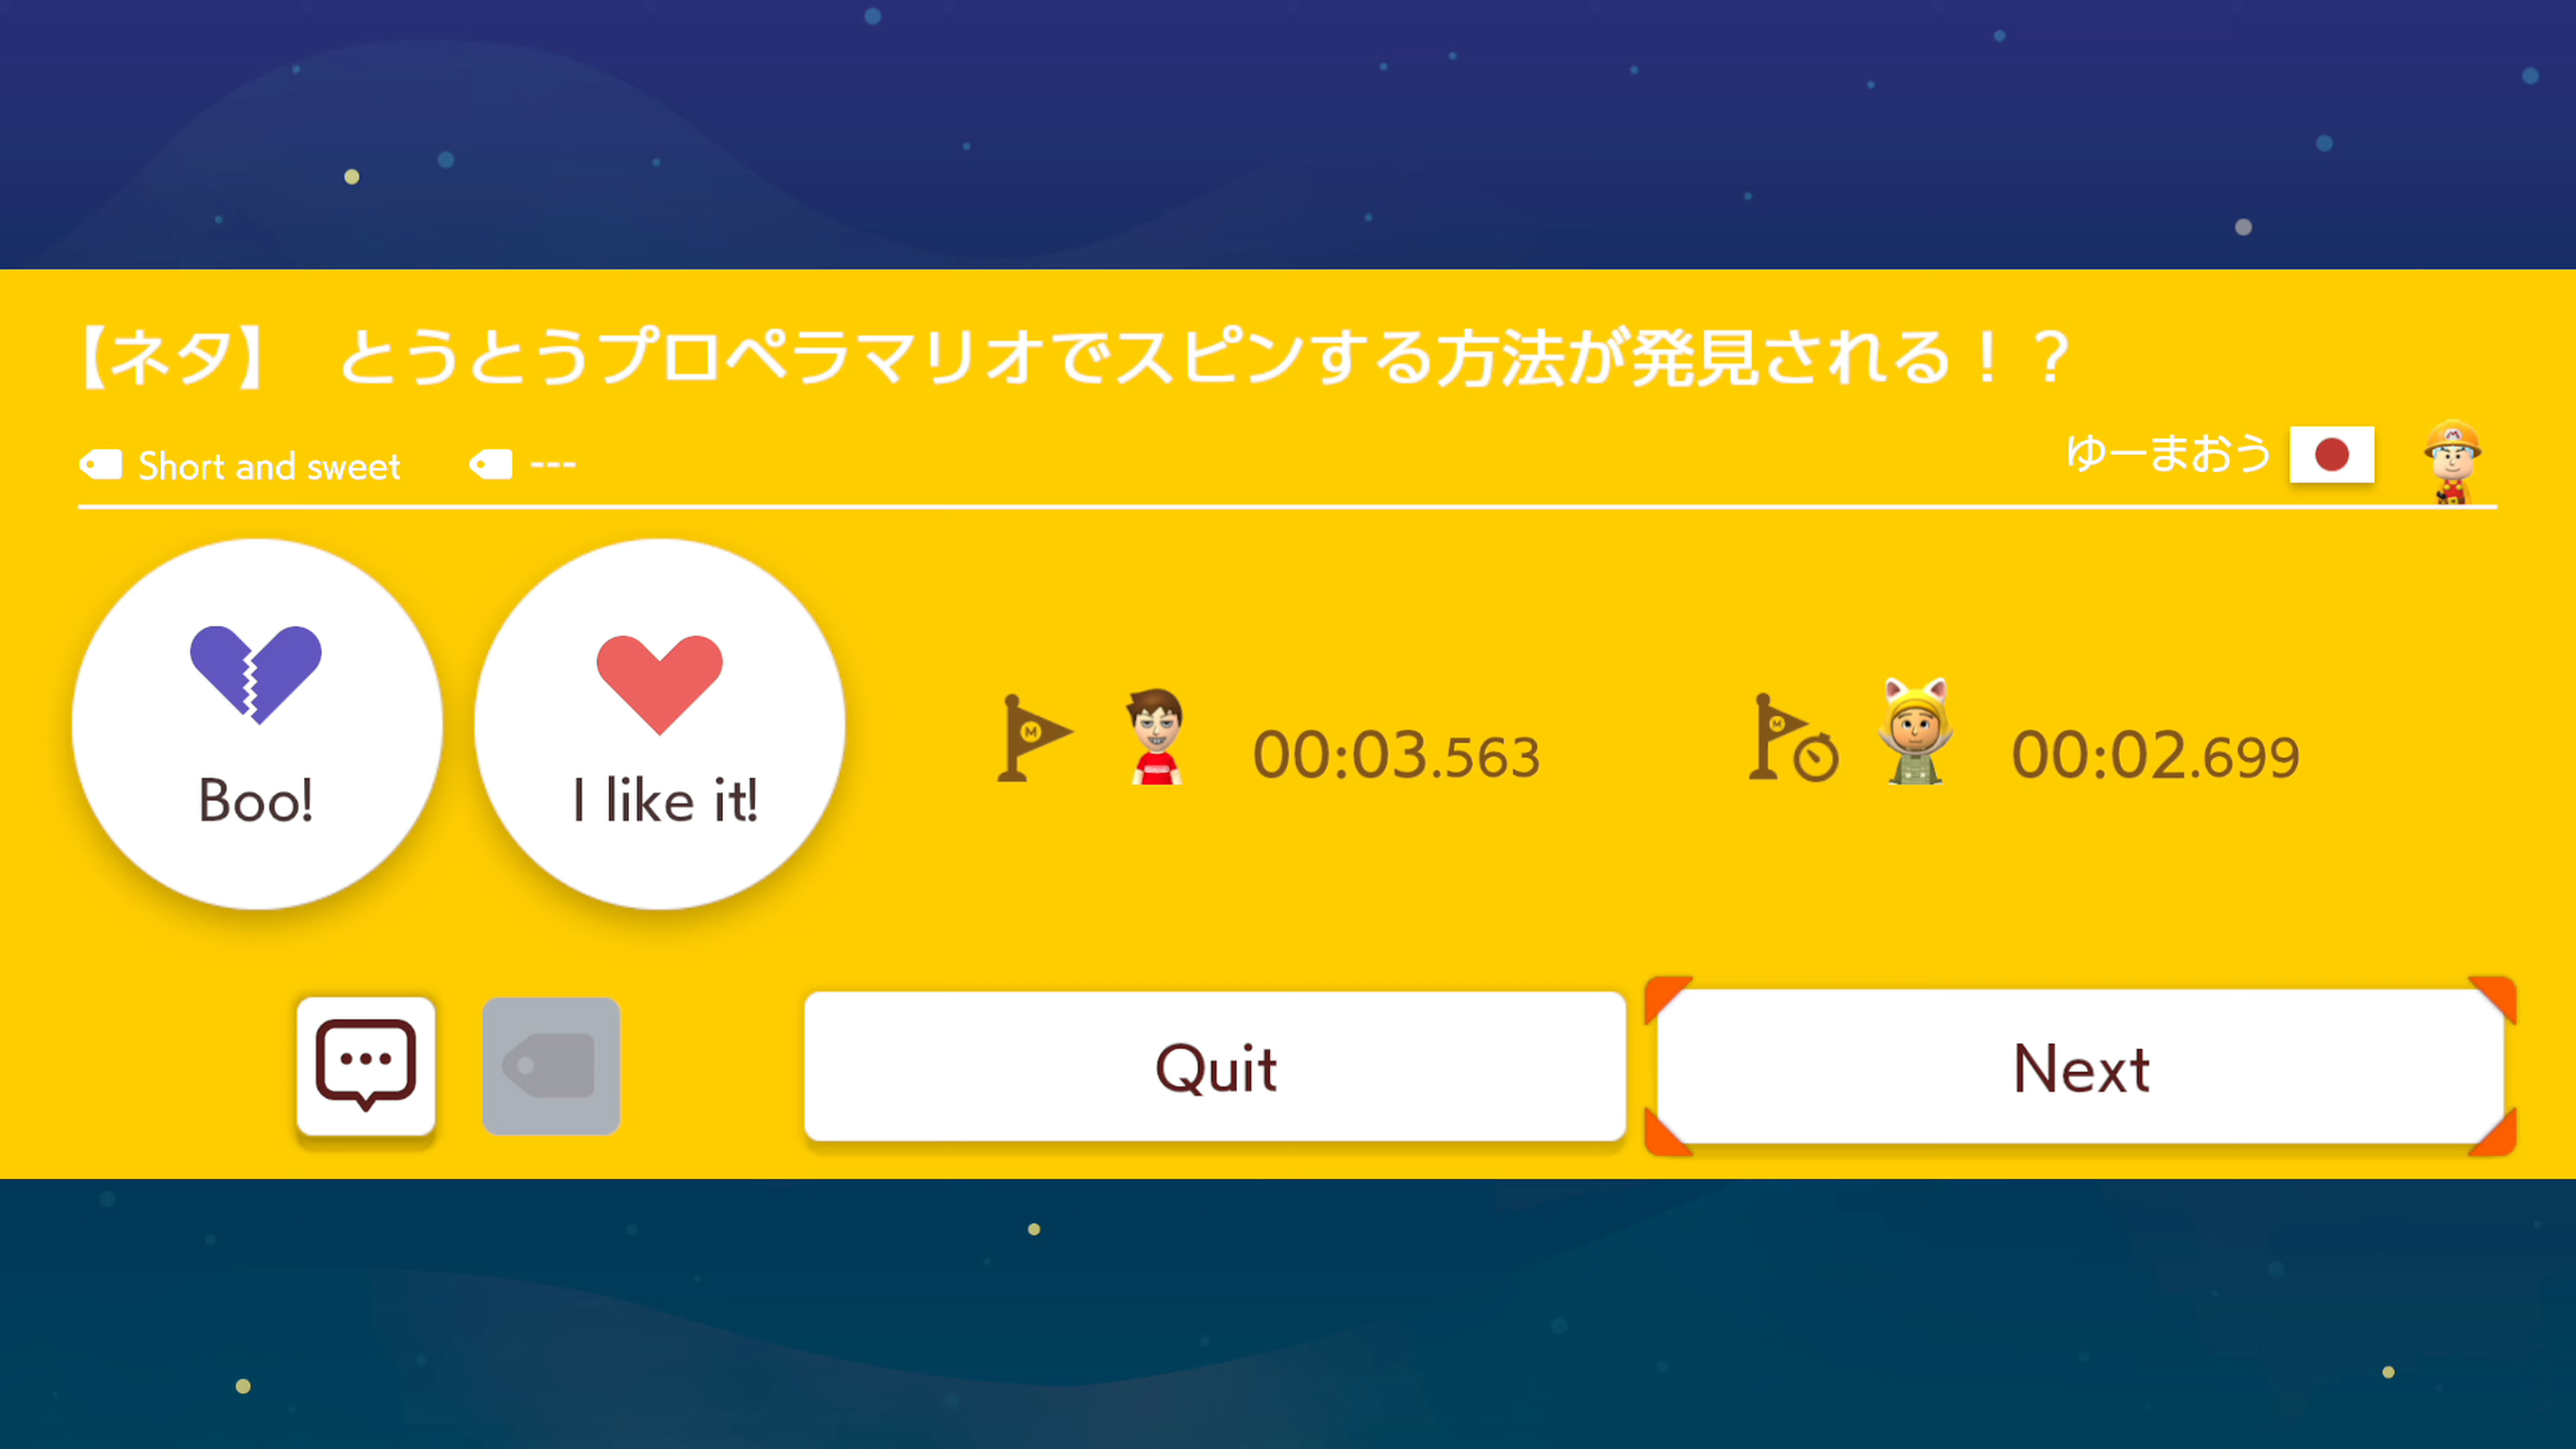 【ネタ】　とうとうプロペラマリオでスピンする方法が発見される！？
Short and sweet
---
ゆーまおう
Boo!
I like it!
M
00:03.563
M
00:02.699
Quit
Next